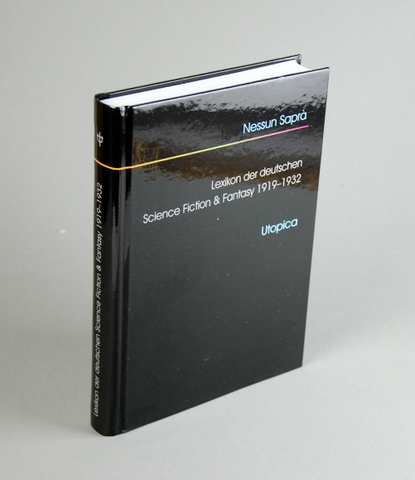 Nessun Saprà
Lexikon der deutschen
Science Fiction & Fantasy 1919–1932
Utopica
Lexikon der deutschen Science Fiction & Fantasy 1919–1932